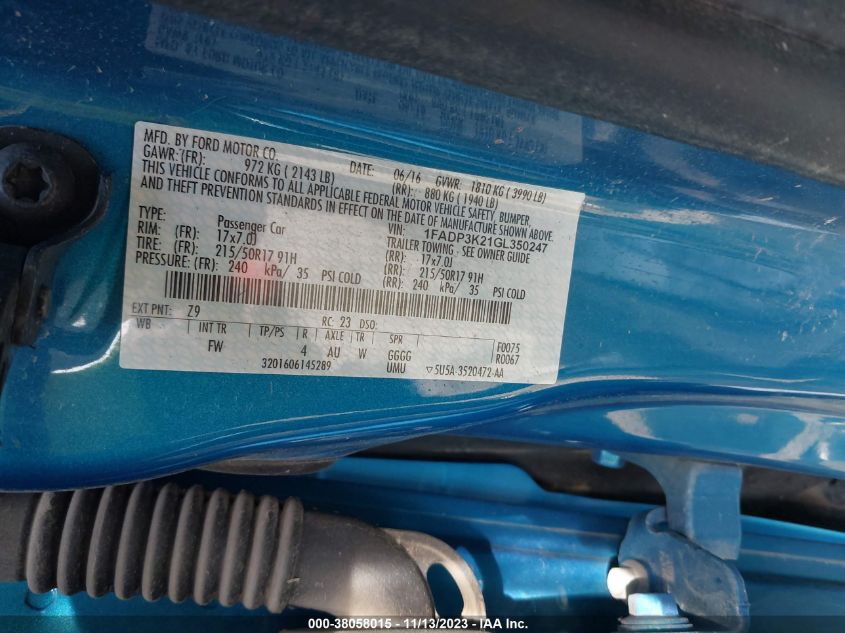 MFD. BY FORD MOTOR CO.
DATE: 06/16 GVWR: 1810 KG ( 3990 LB)
GAWR: (FR): 972 KG ( 2143 LB) (RR): 880 KG ( 1940 LB)
THIS VEHICLE CONFORMS TO ALL APPLICABLE FEDERAL MOTOR VEHICLE SAFETY, BUMPER,
AND THEFT PREVENTION STANDARDS IN EFFECT ON THE DATE OF MANUFACTURE SHOWN ABOVE.
VIN: 1FADP3K21GL350247
TYPE: Passenger Car TRAILER TOWING - SEE OWNER GUIDE
RIM: (FR): 17x7.0J (RR): 17x7.0J
TIRE: (FR): 215/50R17 91H (RR): 215/50R17 91H
PRESSURE: (FR): 240 kPa/ 35 PSI COLD (RR): 240 kPa/ 35 PSI COLD
EXT PNT: Z9 RC: 23 DSO:
WB INT TR TP/PS R AXLE TR SPR F0075
FW 4 AU W GGGG R0067
3201606145289 UMU ▽5U5A-3520472-AA
000-38058015 - 11/13/2023 - IAA Inc.